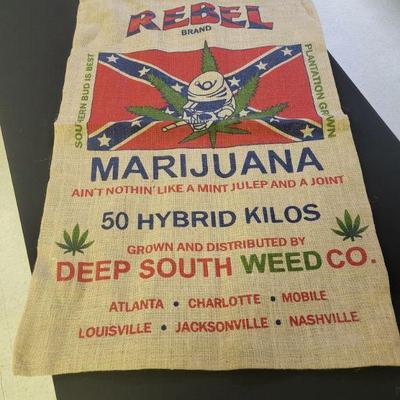 REBEL
BRAND
SOUTHERN BUD IS BEST
PLANTATION GROWN
MARIJUANA
AIN'T NOTHIN' LIKE A MINT JULEP AND A JOINT
50 HYBRID KILOS
GROWN AND DISTRIBUTED BY
DEEP SOUTH WEED CO.
ATLANTA • CHARLOTTE • MOBILE
LOUISVILLE • JACKSONVILLE • NASHVILLE